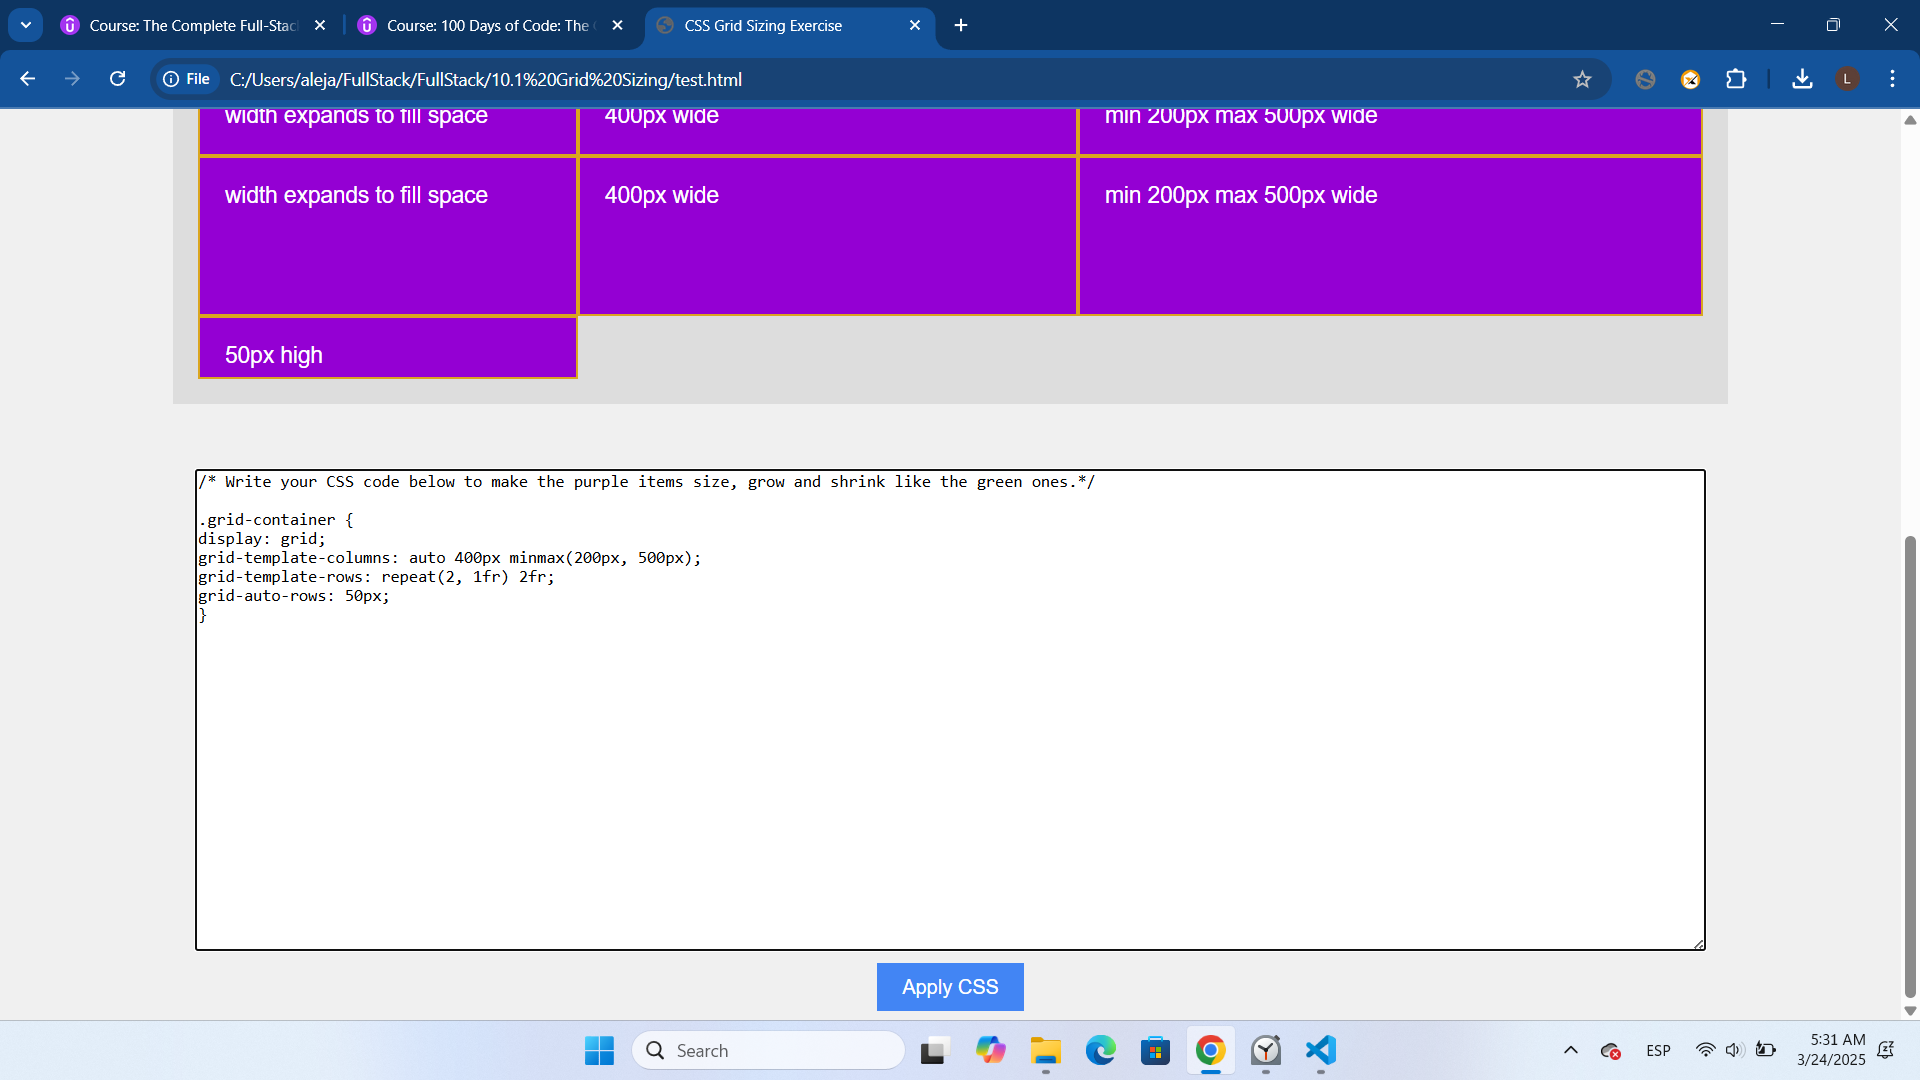 Course: The Complete Full-Stac
Course: 100 Days of Code: The
CSS Grid Sizing Exercise
File
C:/Users/aleja/FullStack/FullStack/10.1%20Grid%20Sizing/test.html
L
width expands to fill space
400px wide
min 200px max 500px wide
width expands to fill space
400px wide
min 200px max 500px wide
50px high
/* Write your CSS code below to make the purple items size, grow and shrink like the green ones.*/
.grid-container {
display: grid;
grid-template-columns: auto 400px minmax(200px, 500px);
grid-template-rows: repeat(2, 1fr) 2fr;
grid-auto-rows: 50px;
}
Apply CSS
Search
ESP
5:31 AM
3/24/2025